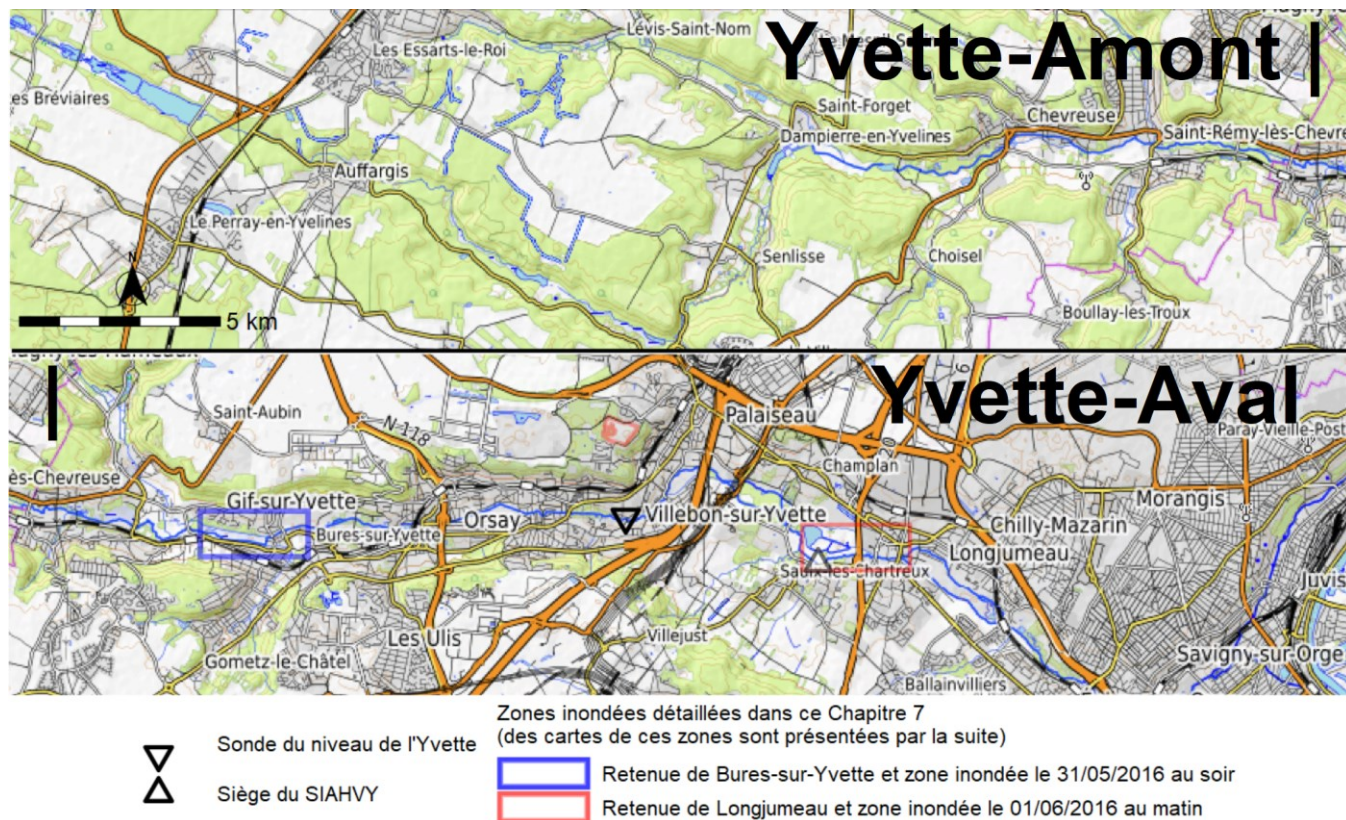 Yvette-Amont |
Les Essarts-le-Roi
Lévis-Saint-Nom
Les Bréviaires
Saint-Forget
Chevreuse
Dampierre-en-Yvelines
Saint-Rémy-lès-Chevre
Auffargis
Le Perray-en-Yvelines
Senlisse
Choisel
N
Boullay-les-Troux
5 km
|
Yvette-Aval
Saint-Aubin
N 118
Palaiseau
Paray-Vieille-Post
Champlan
ès-Chevreuse
Gif-sur-Yvette
Bures-sur-Yvette
Orsay
Villebon-sur-Yvette
Morangis
Chilly-Mazarin
Longjumeau
Saulx-les-Chartreux
Juvis
Les Ulis
Villejust
Gometz-le-Châtel
Savigny-sur-Orge
Ballainvilliers
Zones inondées détaillées dans ce Chapitre 7
(des cartes de ces zones sont présentées par la suite)
Sonde du niveau de l'Yvette
Siège du SIAHVY
Retenue de Bures-sur-Yvette et zone inondée le 31/05/2016 au soir
Retenue de Longjumeau et zone inondée le 01/06/2016 au matin